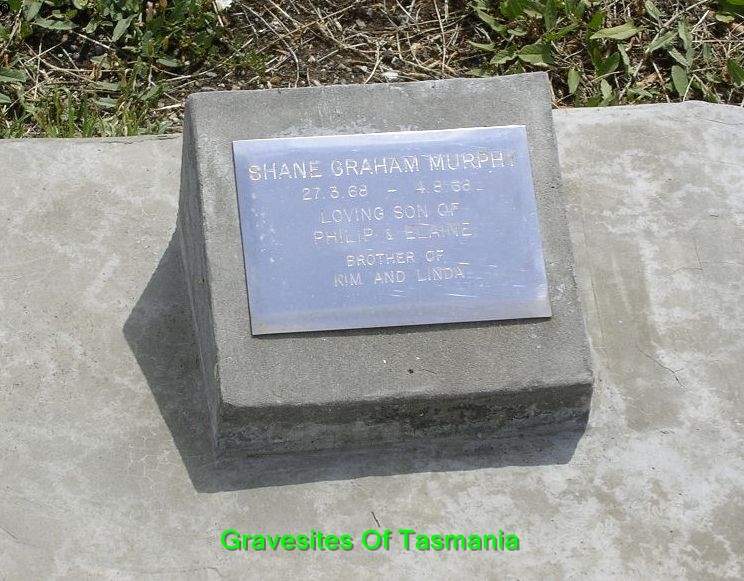 SHANE GRAHAM MURPHY
27.3.68 - 4.8.68
LOVING SON OF
PHILIP & ELAINE
BROTHER OF
KIM AND LINDA
Gravesites Of Tasmania